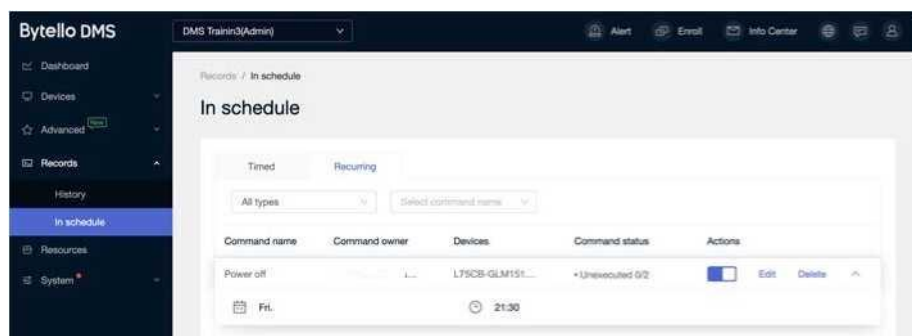 Bytello DMS
DMS Trainin3(Admin)
Alert
Enroll
Info Center
Dashboard
Devices
Advanced New
Records
History
In schedule
Resources
System
Records / In schedule
In schedule
Timed
Recurring
All types
Select command name
Command name
Command owner
Devices
Command status
Actions
Power off
L75CB-GLM151...
• Unexecuted 0/2
Edit
Delete
Fri.
21:30